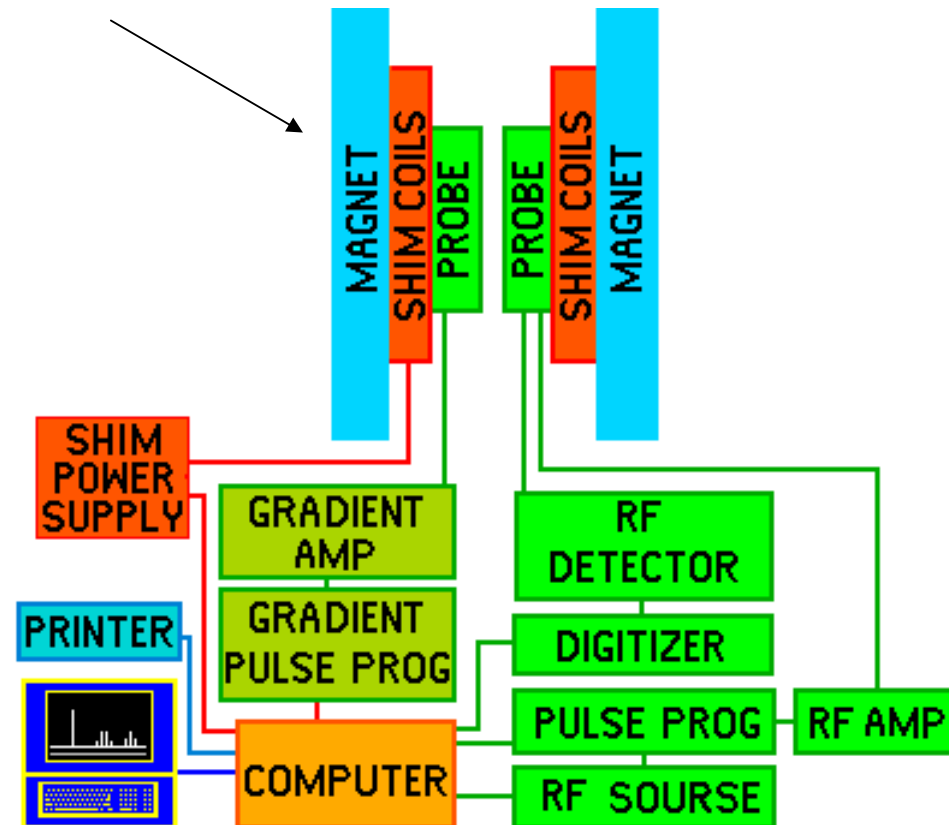 MAGNET
SHIM COILS
PROBE
PROBE
SHIM COILS
MAGNET
SHIM
POWER
SUPPLY
GRADIENT
AMP
RF
DETECTOR
PRINTER
GRADIENT
PULSE PROG
DIGITIZER
COMPUTER
PULSE PROG
RF AMP
RF SOURSE